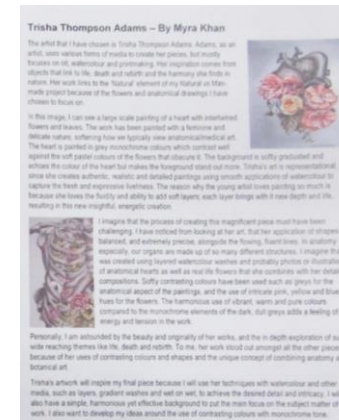 Trisha Thompson Adams – By Myra Khan
The artist that I have chosen is Trisha Thompson Adams. Adams, as an
artist, uses various forms of media to create her pieces, but mostly
focuses on oil, watercolour and printmaking. Her inspiration comes from
objects that link to life, death and rebirth and the harmony she finds in
nature. Her work links to the 'Natural' element of my Natural vs Man-
made project because of the flowers and anatomical drawings I have
chosen to focus on.
In this image, I can see a large scale painting of a heart with intertwined
flowers and leaves. The work has been painted with a feminine and
delicate nature, softening how we typically view anatomical/medical art.
The heart is painted in grey monochrome colours which contrast well
against the soft pastel colours of the flowers that obscure it. The background is softly graduated and
echoes the colour of the heart but makes the foreground stand out more. Trisha's art is representational
since she creates authentic, realistic and detailed paintings using smooth applications of watercolour to
capture the fresh and expressive liveliness. The reason why the young artist loves painting so much is
because she loves the fluidity and ability to add soft layers; each layer brings with it new depth and life,
resulting in this new insightful, energetic creation.
I imagine that the process of creating this magnificent piece must have been
challenging. I have noticed from looking at her art, that her application of shapes
balanced, and extremely precise, alongside the flowing, fluent lines. In anatomy
especially, our organs are made up of so many different structures. I imagine this
was created using layered watercolour washes and probably photos or illustrations
of anatomical hearts as well as real life flowers that she combines with her detailed
compositions. Softly contrasting colours have been used such as greys for the
anatomical aspect of the paintings, and the use of intricate pink, yellow and blue
hues for the flowers. The harmonious use of vibrant, warm and pure colours
compared to the monochrome elements of the dark, dull greys adds a feeling of
energy and tension in the work.
Personally, I am astounded by the beauty and originality of her works, and the in depth exploration of su
wide reaching themes like life, death and rebirth. To me, her work stood out amongst all the other pieces
because of her uses of contrasting colours and shapes and the unique concept of combining anatomy a
botanical art.
Trisha's artwork will inspire my final piece because I will use her techniques with watercolour and other
media, such as layers, gradient washes and wet on wet, to achieve the desired detail and intricacy. I wi
also have a simple, harmonious yet effective background to put the main focus on the subject matter of
work. I also want to develop my ideas around the use of contrasting colours with monochrome tone.